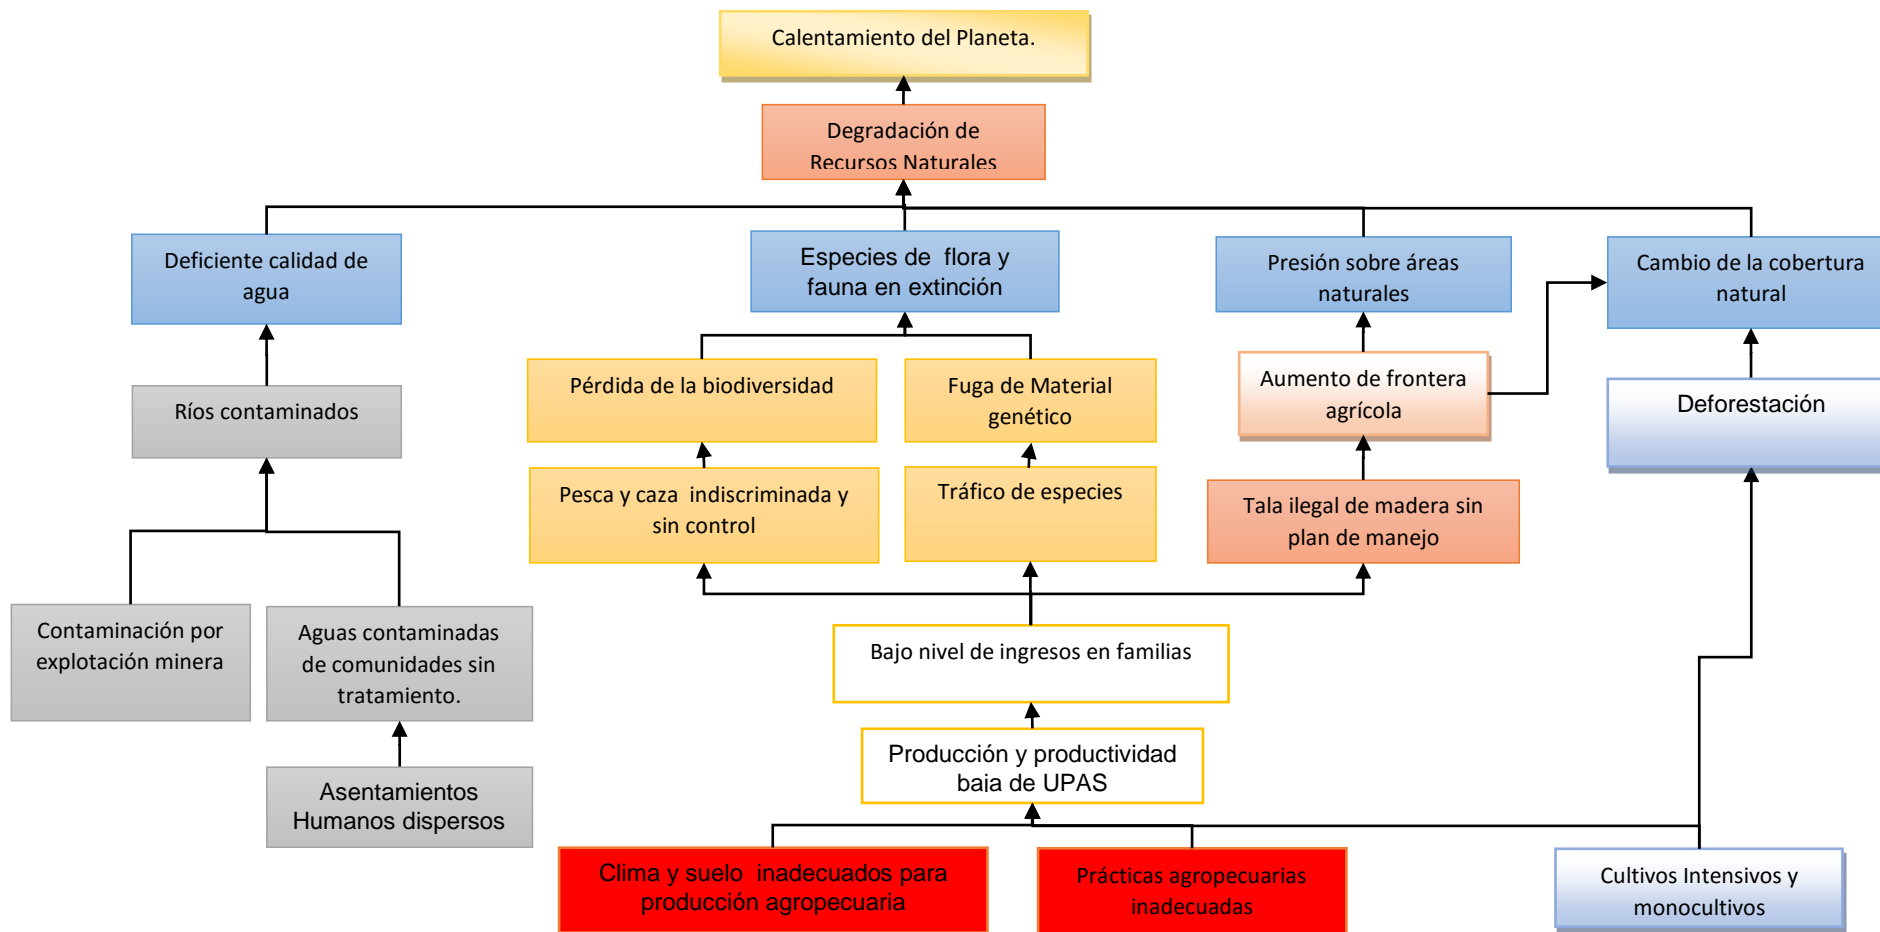 Calentamiento del Planeta.
Degradación de
Recursos Naturales
Deficiente calidad de
agua
Especies de flora y
fauna en extinción
Presión sobre áreas
naturales
Cambio de la cobertura
natural
Ríos contaminados
Pérdida de la biodiversidad
Fuga de Material
genético
Aumento de frontera
agrícola
Deforestación
Pesca y caza indiscriminada y
sin control
Tráfico de especies
Tala ilegal de madera sin
plan de manejo
Contaminación por
explotación minera
Aguas contaminadas
de comunidades sin
tratamiento.
Bajo nivel de ingresos en familias
Producción y productividad
baja de UPAS
Asentamientos
Humanos dispersos
Clima y suelo inadecuados para
producción agropecuaria
Prácticas agropecuarias
inadecuadas
Cultivos Intensivos y
monocultivos